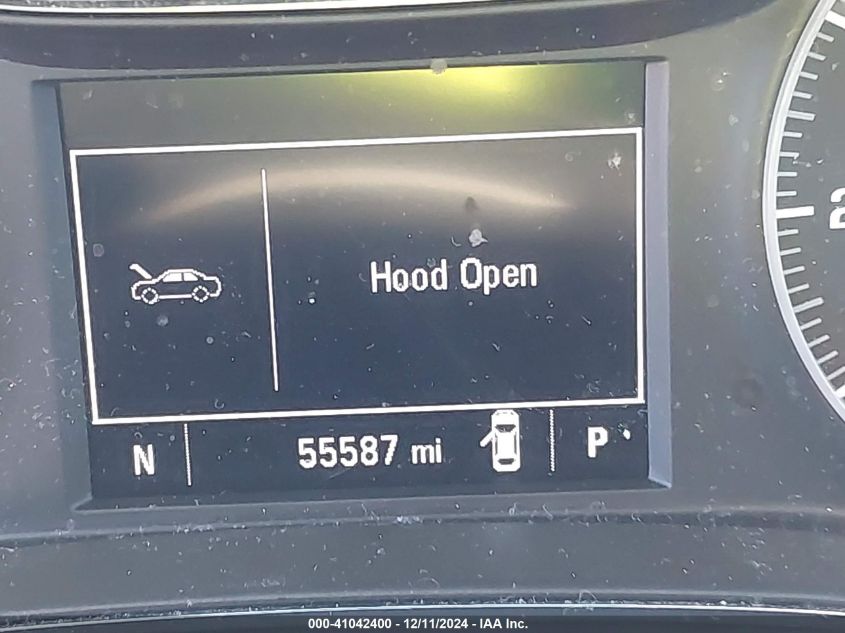 Hood Open
N 55587 mi P
000-41042400 - 12/11/2024 - IAA Inc.